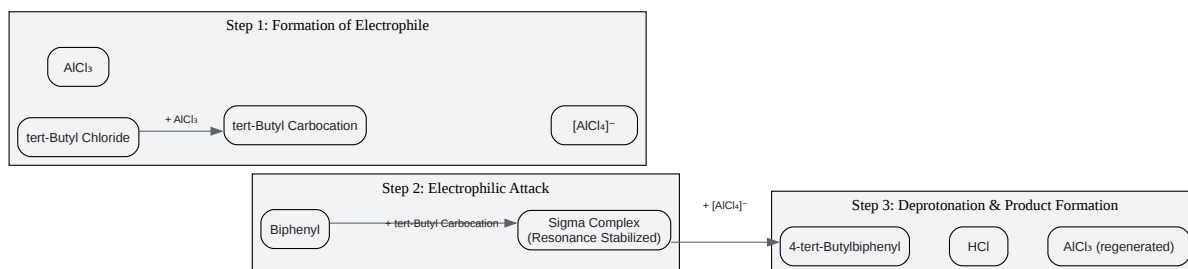 Step 1: Formation of Electrophile
AlCl₃
tert-Butyl Chloride
+ AlCl₃
tert-Butyl Carbocation
[AlCl₄]⁻
Step 2: Electrophilic Attack
Biphenyl
+ tert-Butyl Carbocation
Sigma Complex
(Resonance Stabilized)
+ [AlCl₄]⁻
Step 3: Deprotonation & Product Formation
4-tert-Butylbiphenyl
HCl
AlCl₃ (regenerated)